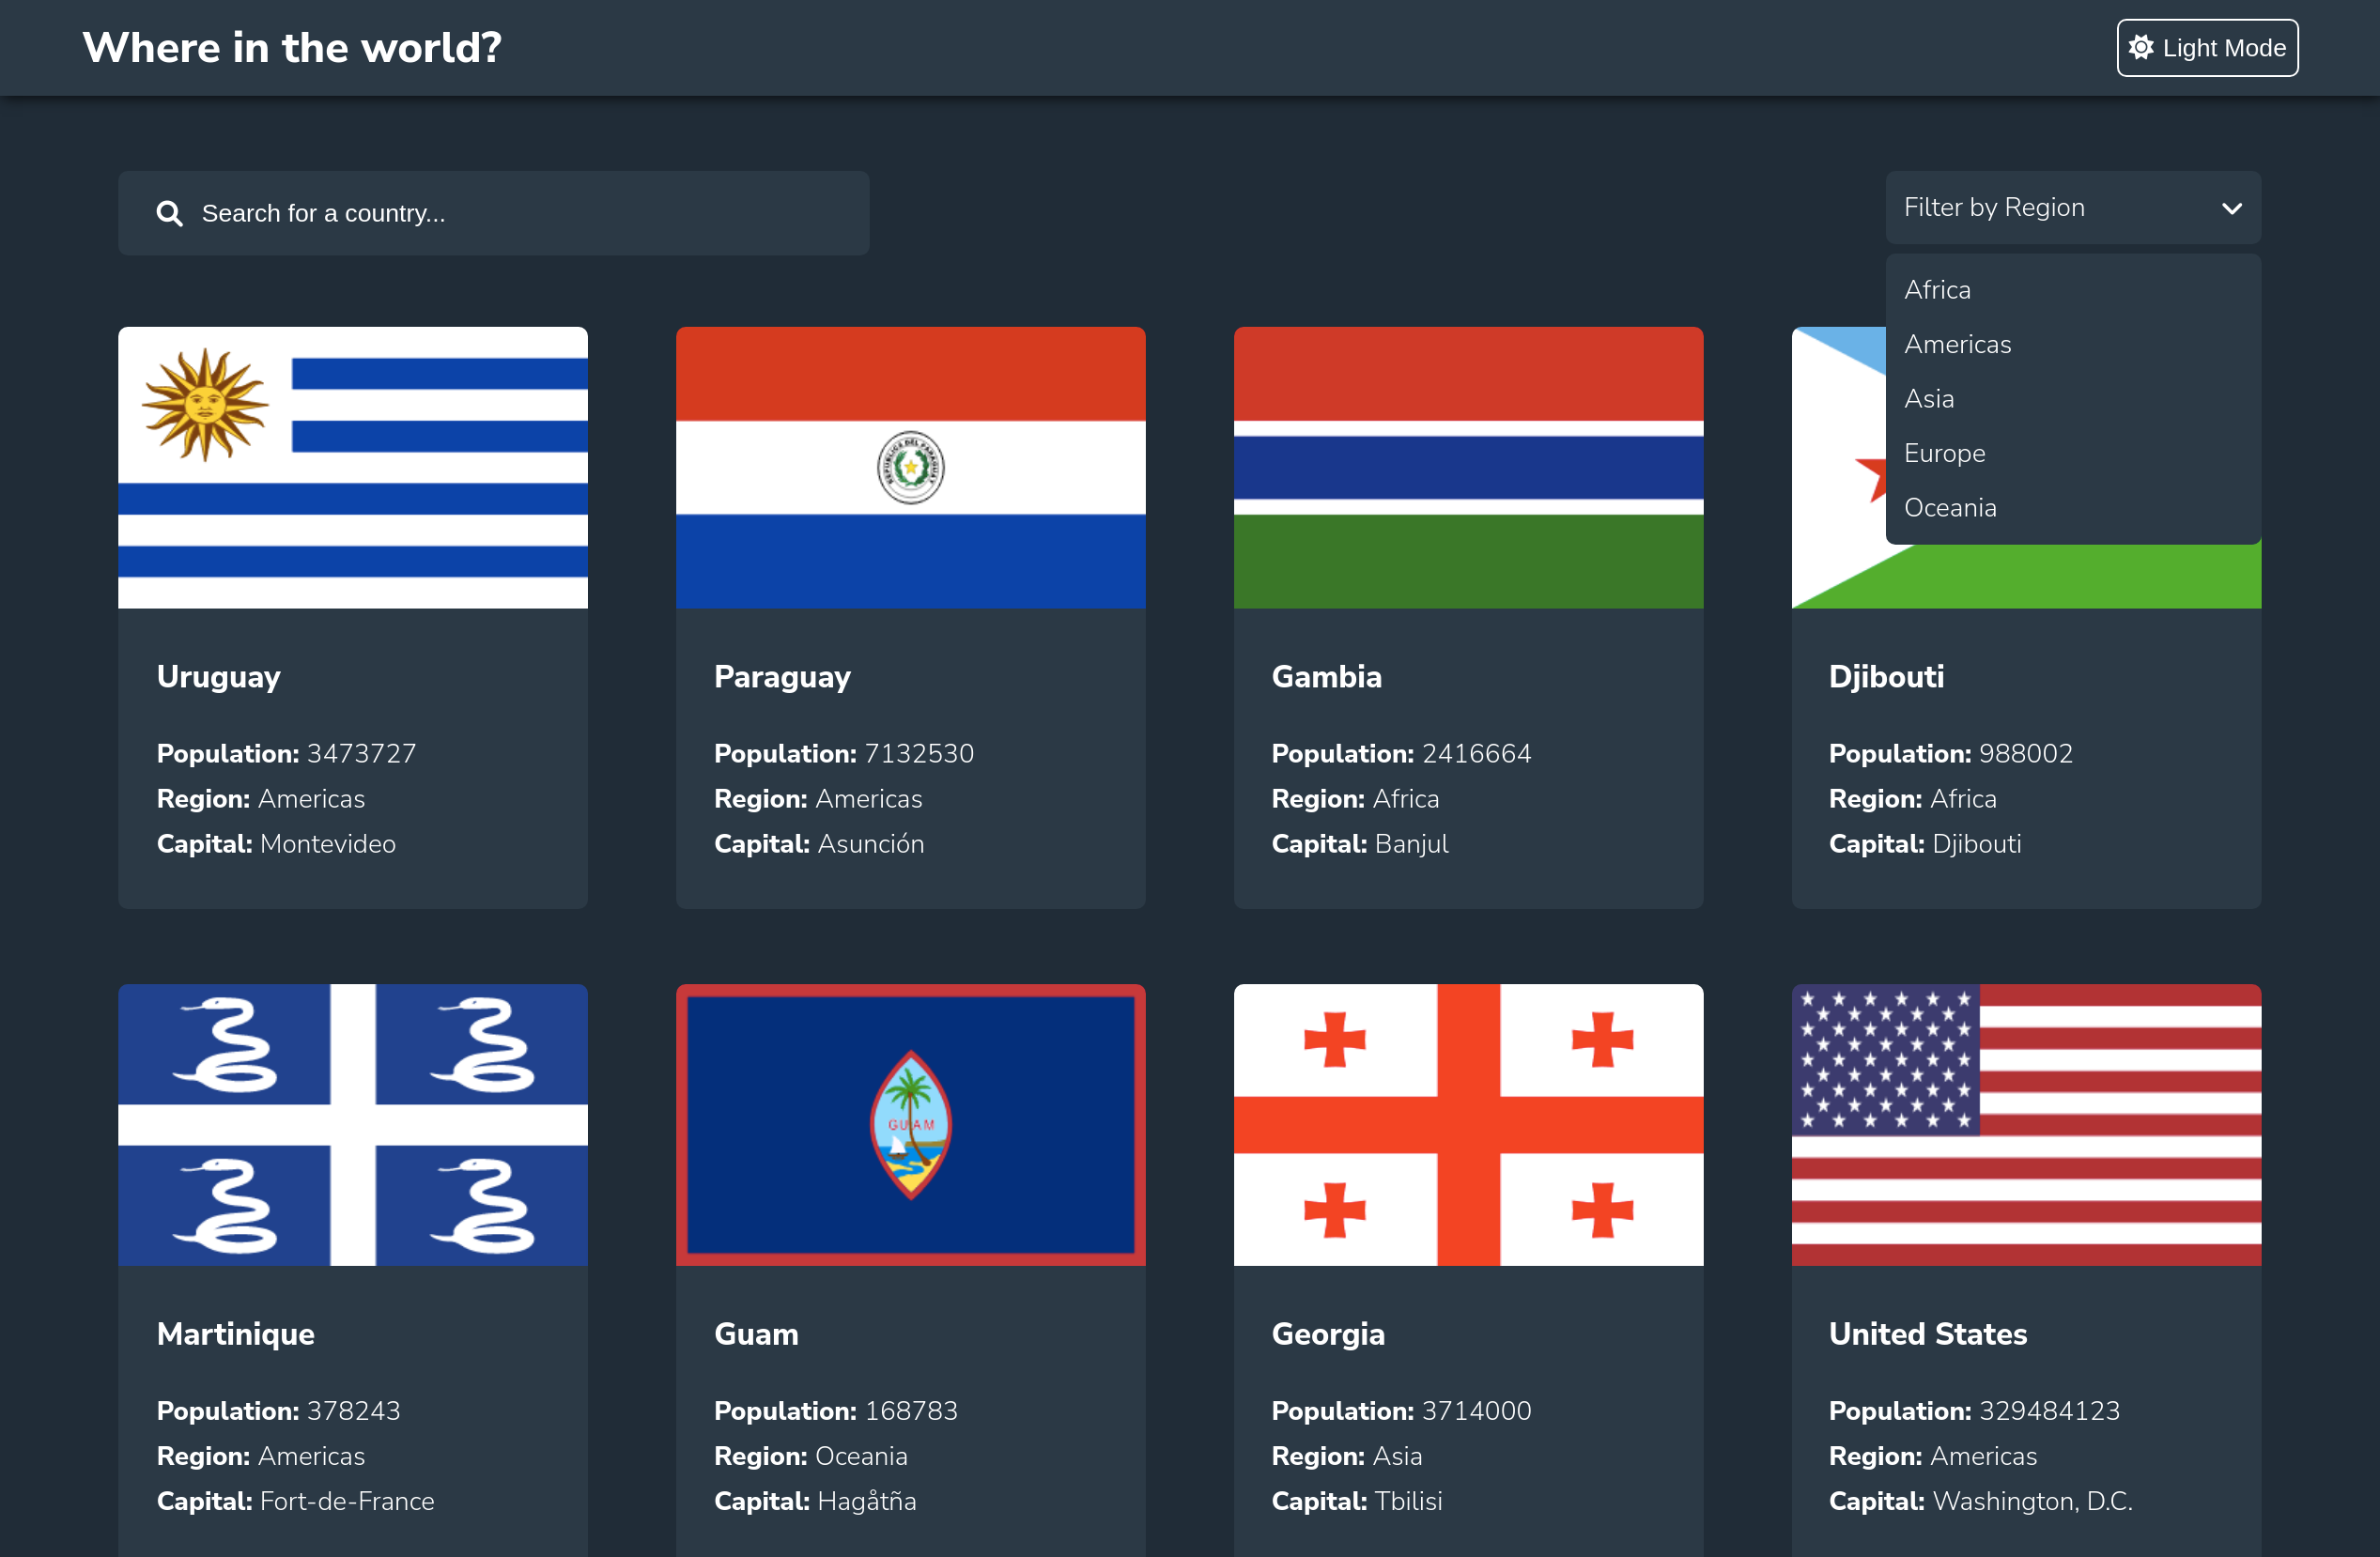 Where in the world?
Light Mode
Search for a country...
Filter by Region
Africa
Americas
Asia
Europe
Oceania
REPUBLICA DEL PARAGUAY
Uruguay
Population: 3473727
Region: Americas
Capital: Montevideo
Paraguay
Population: 7132530
Region: Americas
Capital: Asunción
Gambia
Population: 2416664
Region: Africa
Capital: Banjul
Djibouti
Population: 988002
Region: Africa
Capital: Djibouti
GUAM
Martinique
Population: 378243
Region: Americas
Capital: Fort-de-France
Guam
Population: 168783
Region: Oceania
Capital: Hagåtña
Georgia
Population: 3714000
Region: Asia
Capital: Tbilisi
United States
Population: 329484123
Region: Americas
Capital: Washington, D.C.